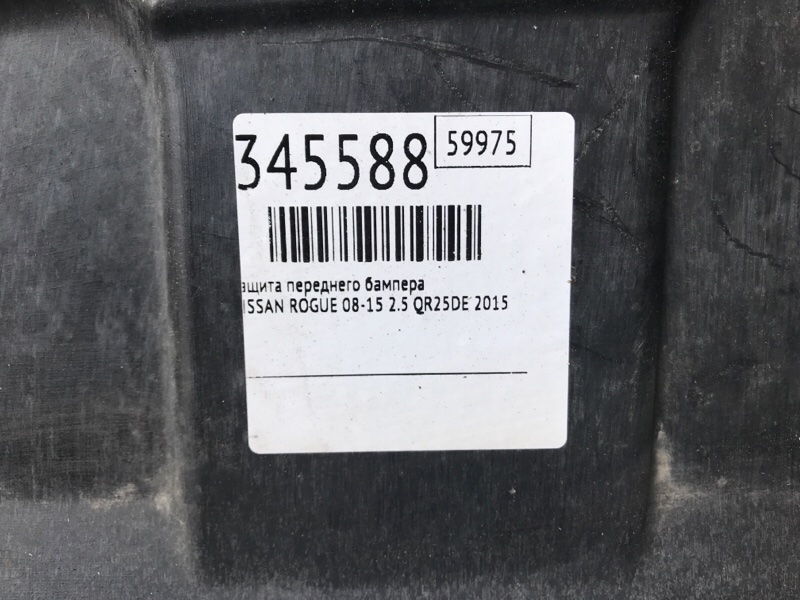 345588
59975
ащита переднего бампера
ISSAN ROGUE 08-15 2.5 QR25DE 2015